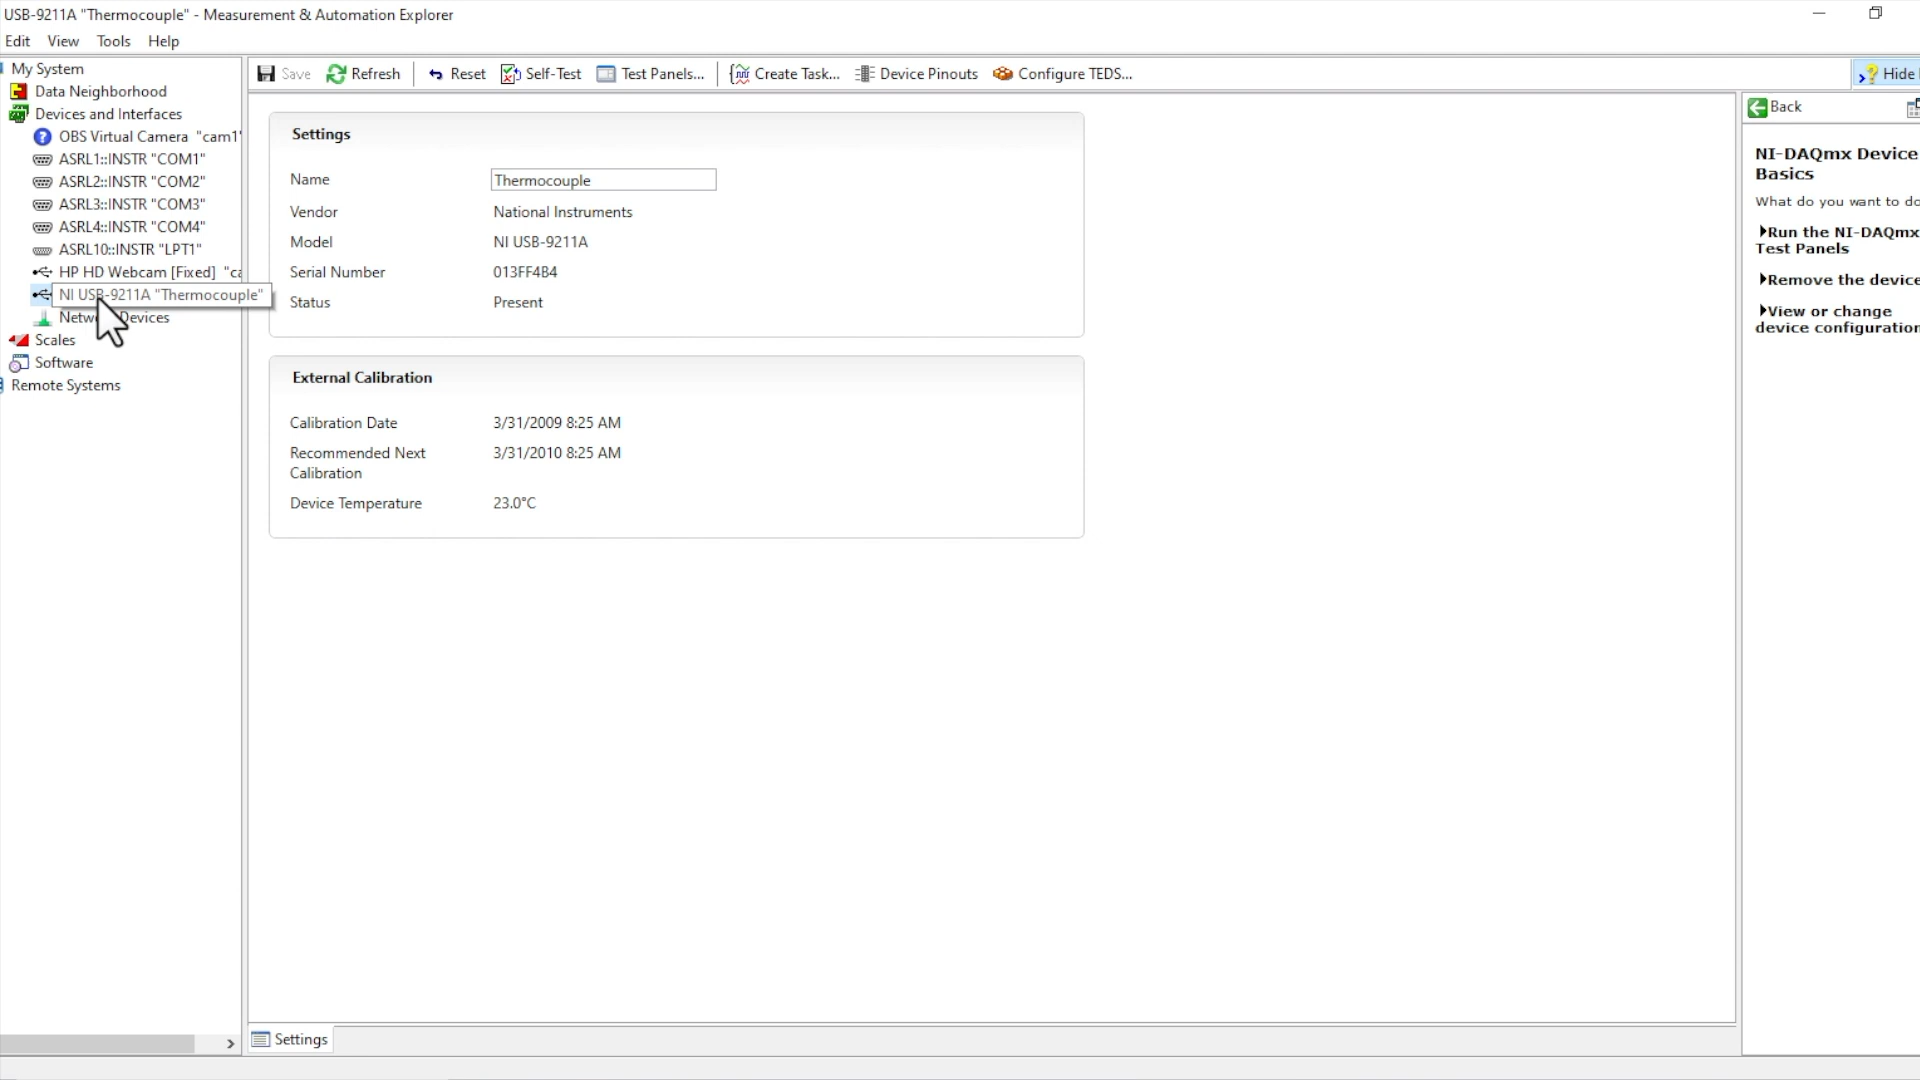 USB-9211A "Thermocouple" - Measurement & Automation Explorer
Edit View Tools Help
My System
Data Neighborhood
Devices and Interfaces
OBS Virtual Camera "cam1"
ASRL1::INSTR "COM1"
ASRL2::INSTR "COM2"
ASRL3::INSTR "COM3"
ASRL4::INSTR "COM4"
ASRL10::INSTR "LPT1"
HP HD Webcam [Fixed] "ca
NI USB-9211A "Thermocouple"
Devices
Scales
Software
Remote Systems
Save Refresh Reset Self-Test Test Panels... Create Task... Device Pinouts Configure TEDS... Hide
Settings
Name Thermocouple
Vendor National Instruments
Model NI USB-9211A
Serial Number 013FF4B4
Status Present
External Calibration
Calibration Date 3/31/2009 8:25 AM
Recommended Next 3/31/2010 8:25 AM
Calibration
Device Temperature 23.0°C
Settings
Back
NI-DAQmx Device
Basics
What do you want to do
Run the NI-DAQmx
Test Panels
Remove the device
View or change
device configuration